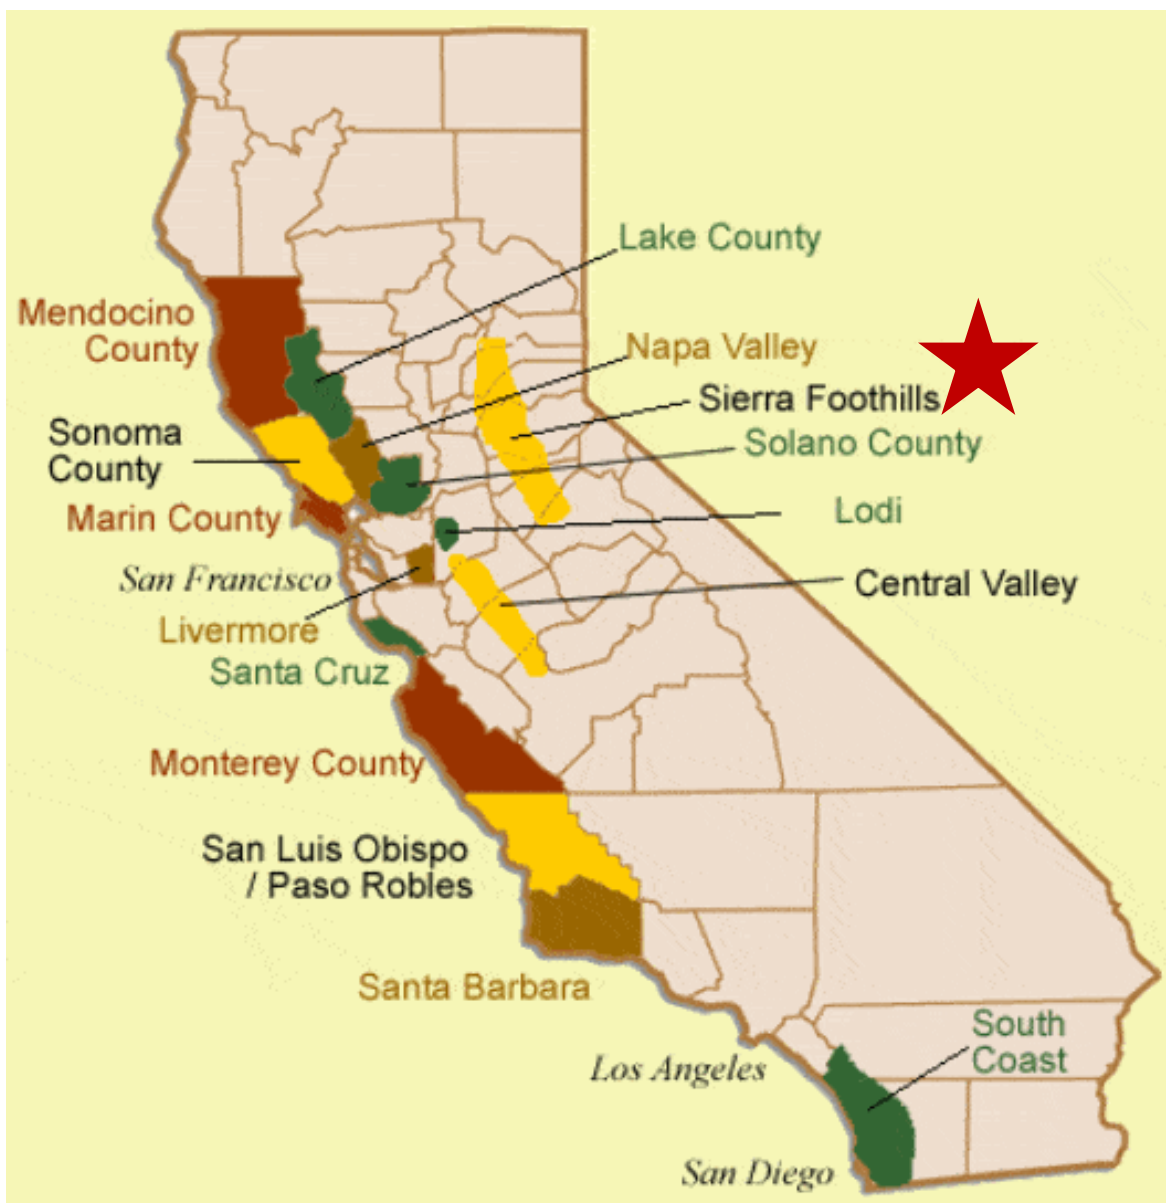 Lake County
Mendocino
County
Napa Valley
Sierra Foothills
Sonoma
County
Solano County
Marin County
Lodi
San Francisco
Central Valley
Livermore
Santa Cruz
Monterey County
San Luis Obispo
/ Paso Robles
Santa Barbara
South
Coast
Los Angeles
San Diego